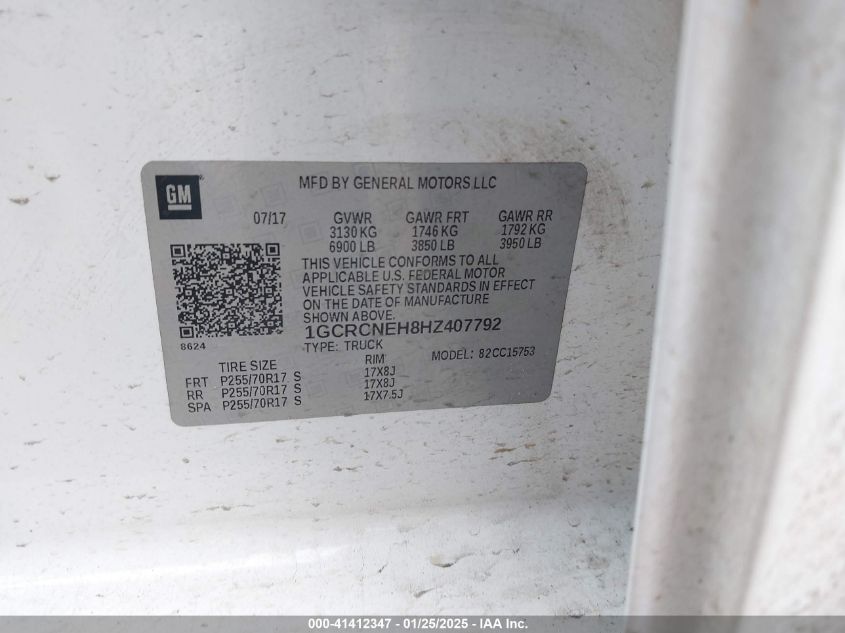 GM
MFD BY GENERAL MOTORS LLC
07/17 GVWR GAWR FRT GAWR RR
3130 KG 1746 KG 1792 KG
6900 LB 3850 LB 3950 LB
THIS VEHICLE CONFORMS TO ALL
APPLICABLE U.S. FEDERAL MOTOR
VEHICLE SAFETY STANDARDS IN EFFECT
ON THE DATE OF MANUFACTURE
SHOWN ABOVE.
1GCRCNEH8HZ407792
8624
TYPE: TRUCK MODEL: 82CC15753
TIRE SIZE RIM
FRT P255/70R17 S 17X8J
RR P255/70R17 S 17X8J
SPA P255/70R17 S 17X7.5J
000-41412347 - 01/25/2025 - IAA Inc.